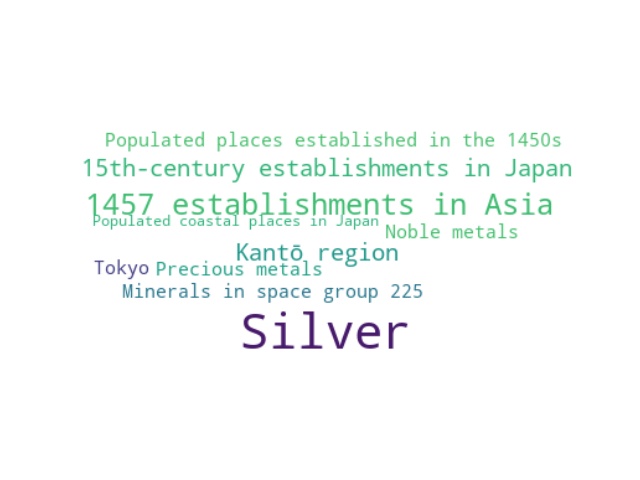 Populated places established in the 1450s
15th-century establishments in Japan
1457 establishments in Asia
Populated coastal places in Japan
Noble metals
Kantō region
Tokyo
Precious metals
Minerals in space group 225
Silver